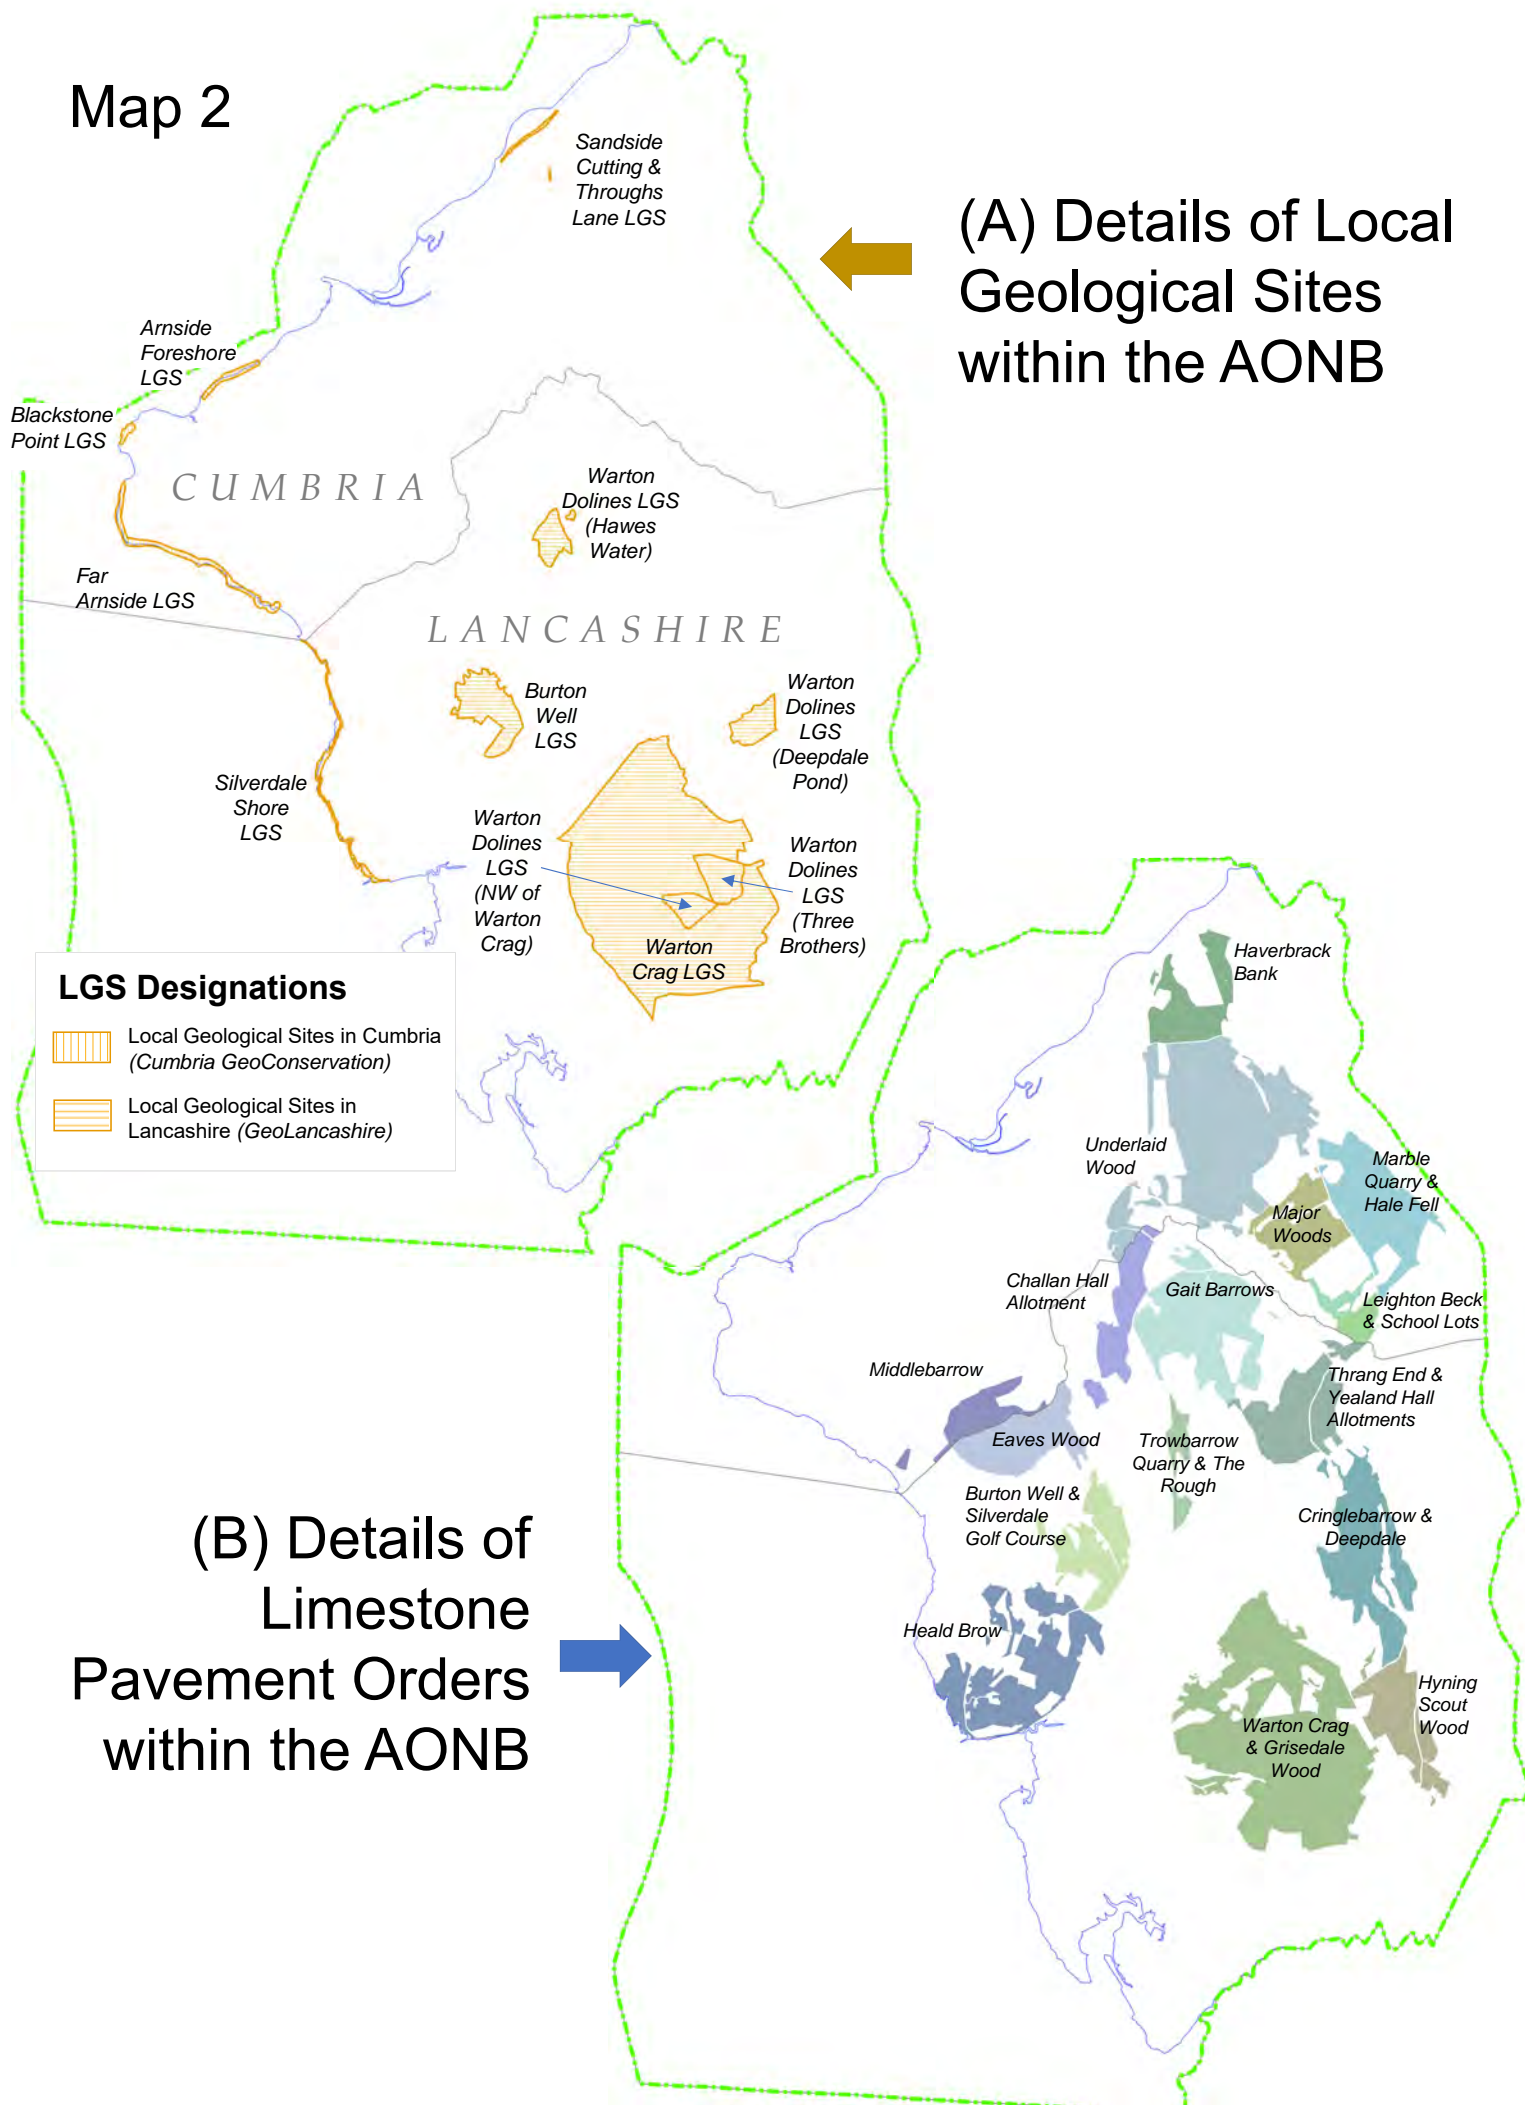 Map 2
Sandside
Cutting &
Throughs
Lane LGS
(A) Details of Local
Geological Sites
within the AONB
Arnside
Foreshore
LGS
Blackstone
Point LGS
CUMBRIA
Warton
Dolines LGS
(Hawes
Water)
Far
Arnside LGS
LANCASHIRE
Burton
Well
LGS
Warton
Dolines
LGS
(Deepdale
Pond)
Silverdale
Shore
LGS
Warton
Dolines
LGS
(NW of
Warton
Crag)
Warton
Dolines
LGS
(Three
Brothers)
Warton
Crag LGS
LGS Designations
Local Geological Sites in Cumbria
(Cumbria GeoConservation)
Local Geological Sites in
Lancashire (GeoLancashire)
Haverbrack
Bank
Underlaid
Wood
Marble
Quarry &
Hale Fell
Major
Woods
Challan Hall
Allotment
Gait Barrows
Leighton Beck
& School Lots
Middlebarrow
Thrang End &
Yealand Hall
Allotments
Eaves Wood
Trowbarrow
Quarry & The
Rough
Burton Well &
Silverdale
Golf Course
Cringlebarrow &
Deepdale
(B) Details of
Limestone
Pavement Orders
within the AONB
Heald Brow
Hyning
Scout
Wood
Warton Crag
& Grisedale
Wood